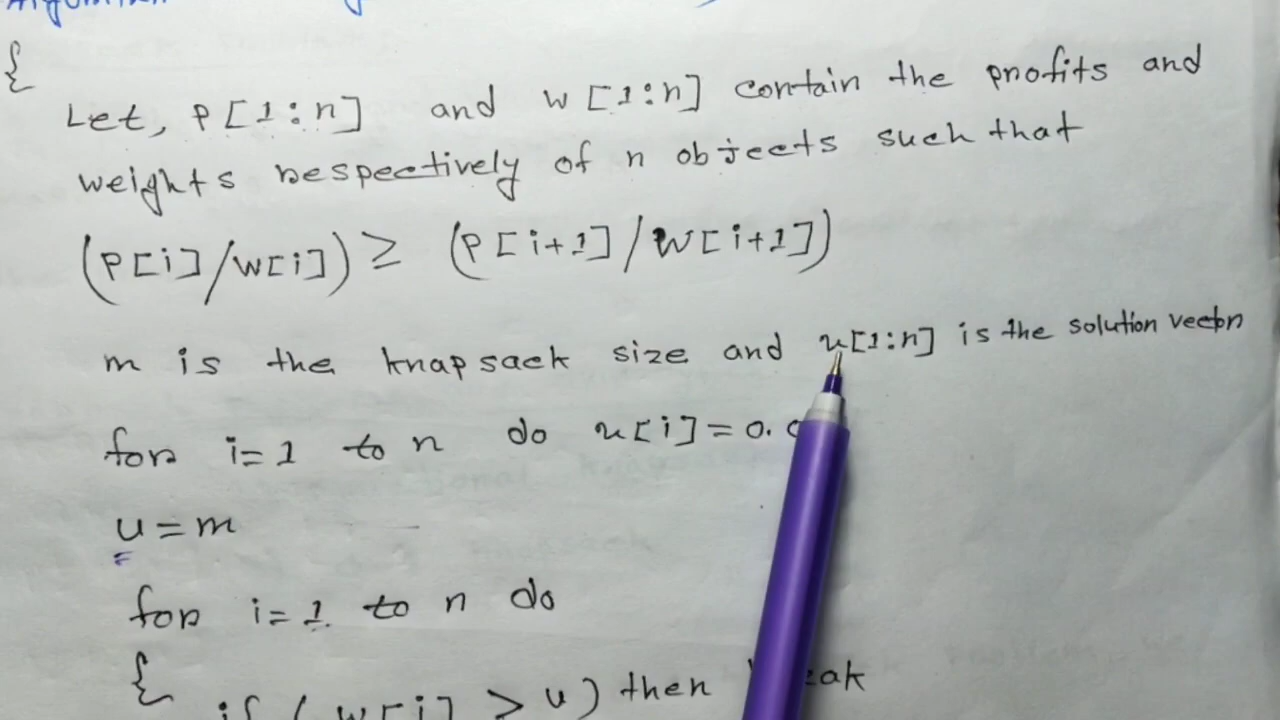 {
Let, P[1:n] and W[1:n] contain the profits and
weights respectively of n objects such that
(P[i]/W[i]) ≥ (P[i+1]/W[i+1])
m is the knapsack size and x[1:n] is the solution vector
for i=1 to n do x[i]=0.
u=m
for i=1 to n do
{
if ( W[i] > u) then